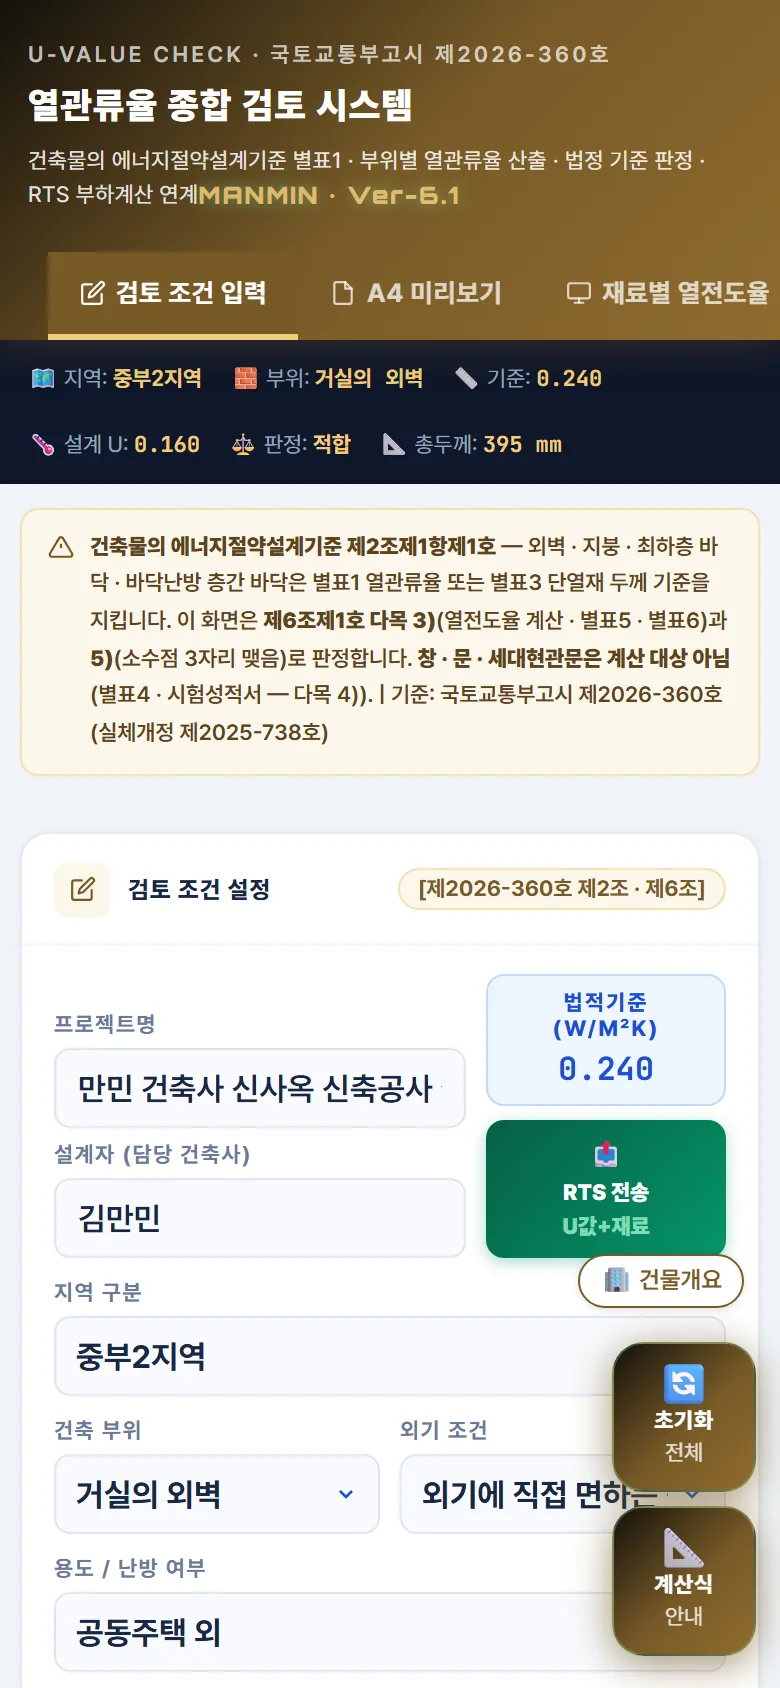 U-VALUE CHECK · 국토교통부고시 제2026-360호
열관류율 종합 검토 시스템
건축물의 에너지절약설계기준 별표1 · 부위별 열관류율 산출 · 법정 기준 판정 ·
RTS 부하계산 연계MANMIN · Ver-6.1
검토 조건 입력 A4 미리보기 재료별 열전도율
지역: 중부2지역 부위: 거실의 외벽 기준: 0.240
설계 U: 0.160 판정: 적합 총두께: 395 mm
건축물의 에너지절약설계기준 제2조제1항제1호 — 외벽 · 지붕 · 최하층 바
닥 · 바닥난방 층간 바닥은 별표1 열관류율 또는 별표3 단열재 두께 기준을
지킵니다. 이 화면은 제6조제1호 다목 3)(열전도율 계산 · 별표5 · 별표6)과
5)(소수점 3자리 맺음)로 판정합니다. 창 · 문 · 세대현관문은 계산 대상 아님
(별표4 · 시험성적서 — 다목 4)). | 기준: 국토교통부고시 제2026-360호
(실체개정 제2025-738호)
검토 조건 설정 [제2026-360호 제2조 · 제6조]
법적기준
(W/M²K)
0.240
프로젝트명
만민 건축사 신사옥 신축공사
RTS 전송
U값+재료
설계자 (담당 건축사)
김만민
건물개요
지역 구분
중부2지역
초기화
전체
건축 부위 외기 조건
거실의 외벽 외기에 직접 면하는
계산식
안내
용도 / 난방 여부
공동주택 외